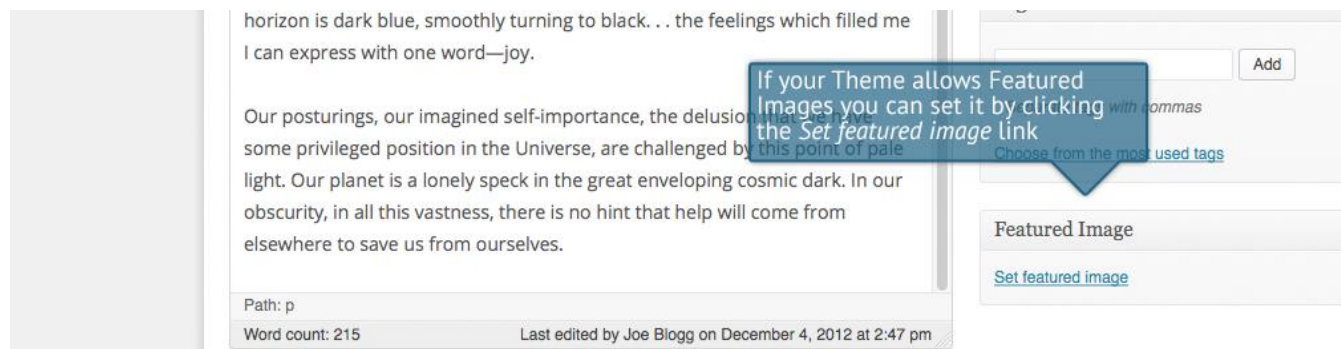 horizon is dark blue, smoothly turning to black. . . the feelings which filled me
I can express with one word—joy.
Our posturings, our imagined self-importance, the delusion that we have
some privileged position in the Universe, are challenged by this point of pale
light. Our planet is a lonely speck in the great enveloping cosmic dark. In our
obscurity, in all this vastness, there is no hint that help will come from
elsewhere to save us from ourselves.
Path: p
Word count: 215
Last edited by Joe Blogg on December 4, 2012 at 2:47 pm
If your Theme allows Featured
Images you can set it by clicking
the Set featured image link
Add
with commas
Choose from the most used tags
Featured Image
Set featured image